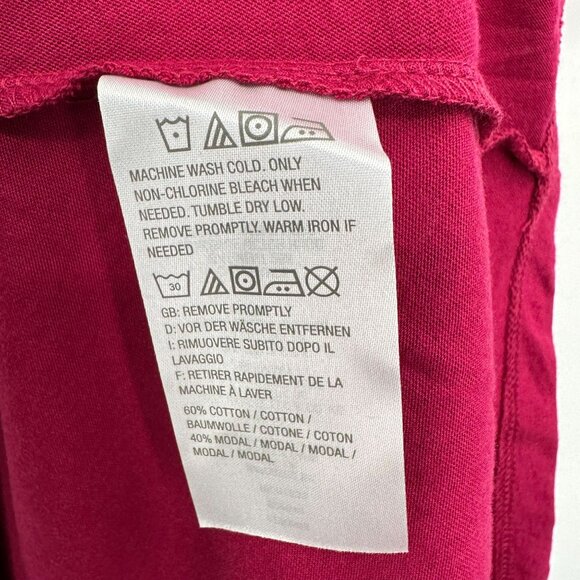 MACHINE WASH COLD. ONLY
NON-CHLORINE BLEACH WHEN
NEEDED. TUMBLE DRY LOW.
REMOVE PROMPTLY. WARM IRON IF
NEEDED
30
GB: REMOVE PROMPTLY
D: VOR DER WÄSCHE ENTFERNEN
I: RIMUOVERE SUBITO DOPO IL
LAVAGGIO
F: RETIRER RAPIDEMENT DE LA
MACHINE À LAVER
60% COTTON / COTTON /
BAUMWOLLE / COTONE / COTON
40% MODAL / MODAL / MODAL /
MODAL / MODAL